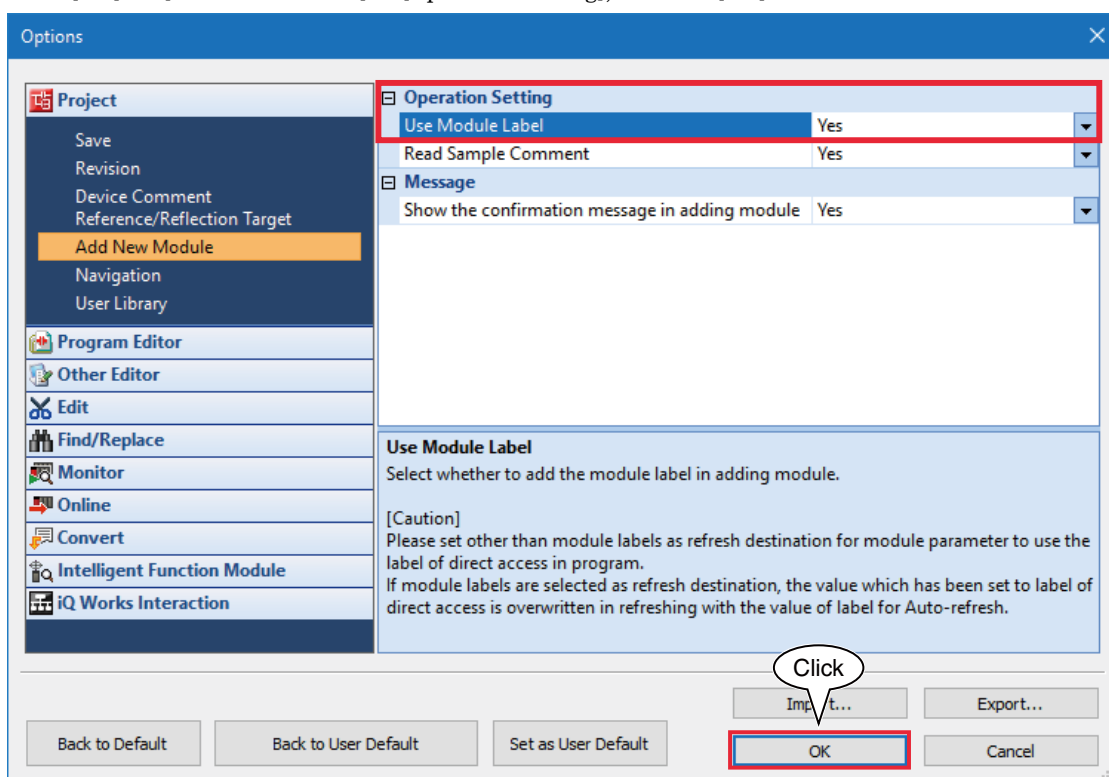 Options
Project
Save
Revision
Device Comment
Reference/Reflection Target
Add New Module
Navigation
User Library
Program Editor
Other Editor
Edit
Find/Replace
Monitor
Online
Convert
Intelligent Function Module
iQ Works Interaction
Operation Setting
Use Module Label Yes
Read Sample Comment Yes
Message
Show the confirmation message in adding module Yes
Use Module Label
Select whether to add the module label in adding module.
[Caution]
Please set other than module labels as refresh destination for module parameter to use the
label of direct access in program.
If module labels are selected as refresh destination, the value which has been set to label of
direct access is overwritten in refreshing with the value of label for Auto-refresh.
Click
Export...
Back to Default Back to User Default Set as User Default OK Cancel